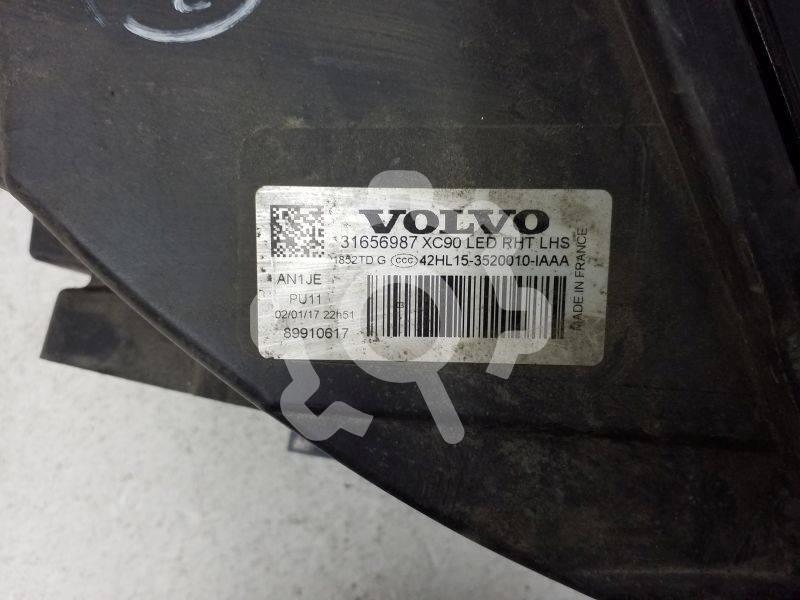 VOLVO
31656987 XC90 LED RHT LHS
1852TD G CCC 42HL15-3520010-IAAA
AN1JE
PU11
02/01/17 22h51
89910617
MADE IN FRANCE